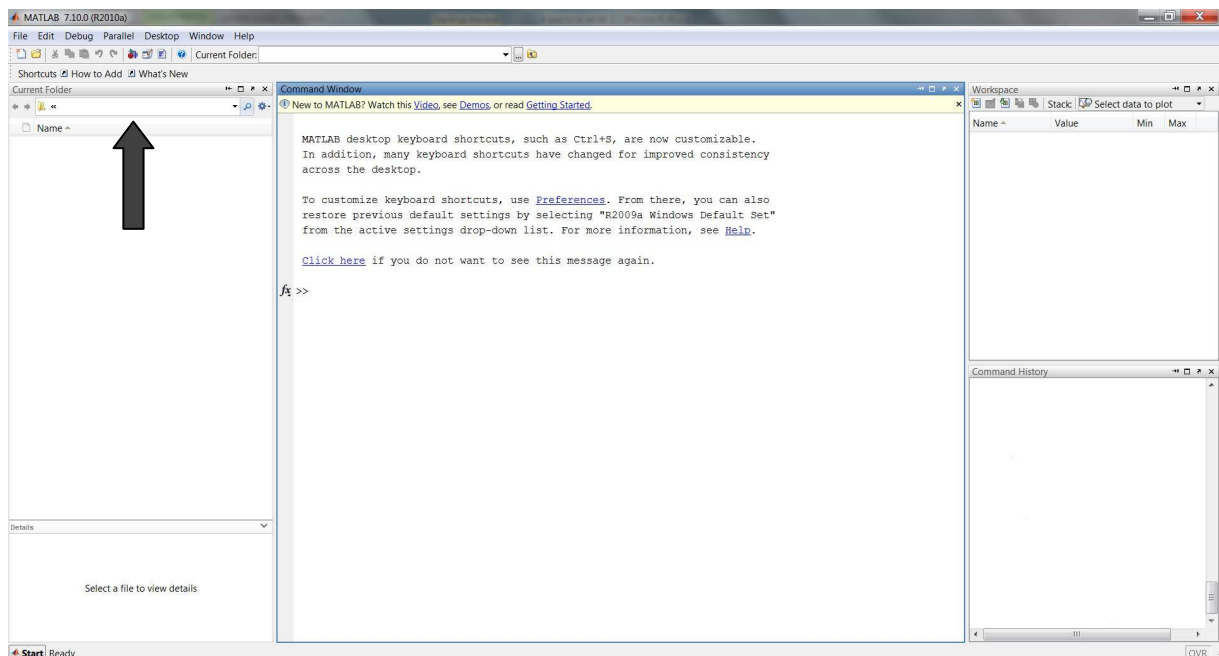 MATLAB 7.10.0 (R2010a)
File Edit Debug Parallel Desktop Window Help
Current Folder:
Shortcuts How to Add What's New
Current Folder
«
Name
Details
Select a file to view details
Command Window
New to MATLAB? Watch this Video, see Demos, or read Getting Started.
MATLAB desktop keyboard shortcuts, such as Ctrl+S, are now customizable.
In addition, many keyboard shortcuts have changed for improved consistency
across the desktop.
To customize keyboard shortcuts, use Preferences. From there, you can also
restore previous default settings by selecting "R2009a Windows Default Set"
from the active settings drop-down list. For more information, see Help.
Click here if you do not want to see this message again.
fx >>
Workspace
Stack: Select data to plot
Name Value Min Max
Command History
Start Ready
OVR